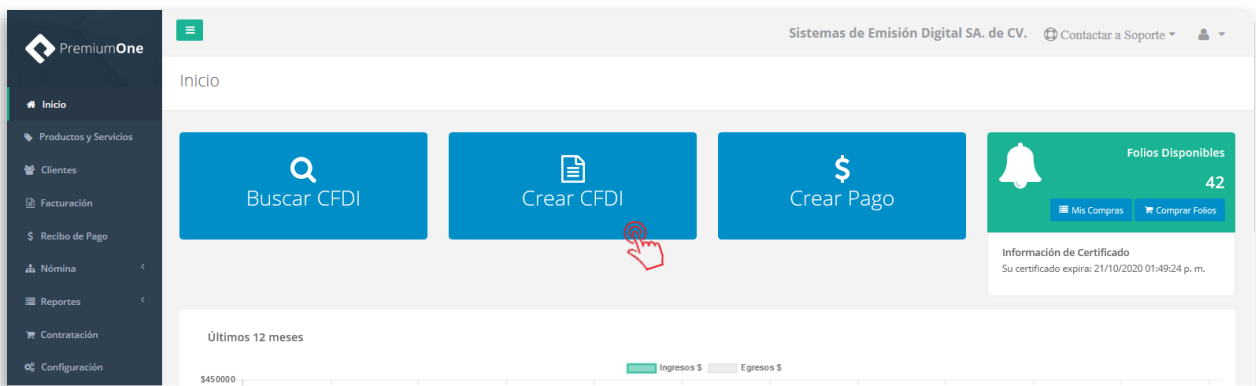 PremiumOne
Sistemas de Emisión Digital SA. de CV.
Contactar a Soporte
Inicio
Inicio
Productos y Servicios
Clientes
Facturación
$ Recibo de Pago
Nómina
Reportes
Contratación
Configuración
Buscar CFDI
Crear CFDI
$
Crear Pago
Folios Disponibles
42
Mis Compras
Comprar Folios
Información de Certificado
Su certificado expira: 21/10/2020 01:49:24 p. m.
Últimos 12 meses
Ingresos $ Egresos $
$450000